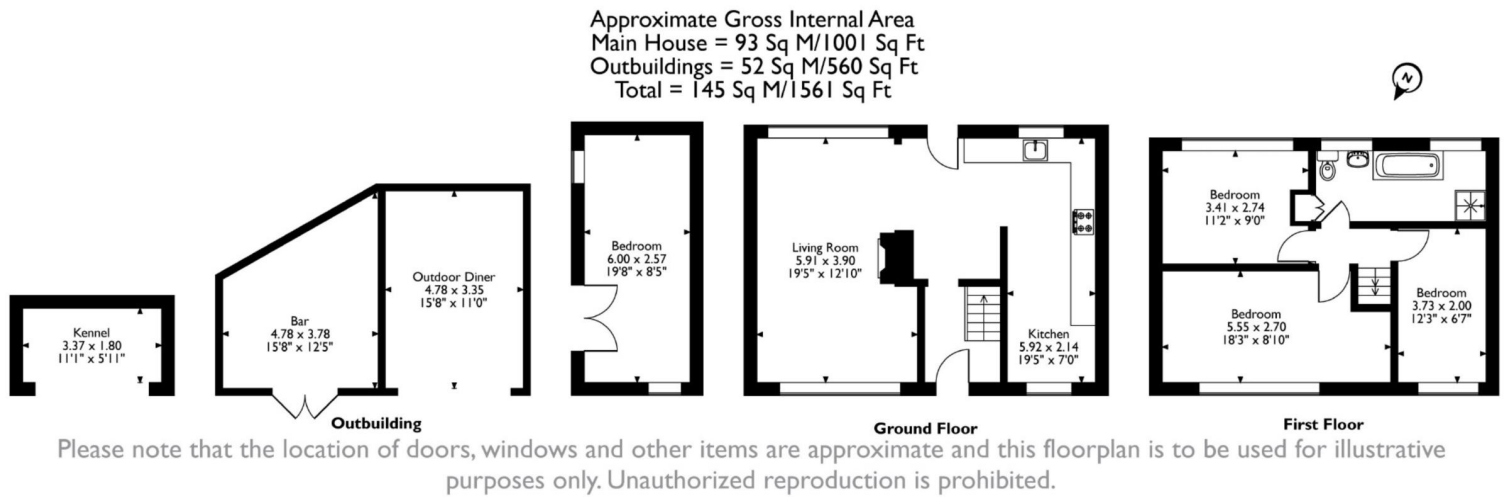 Approximate Gross Internal Area
Main House = 93 Sq M/1001 Sq Ft
Outbuildings = 52 Sq M/560 Sq Ft
Total = 145 Sq M/1561 Sq Ft
N
Kennel
3.37 x 1.80
11'1" x 5'11"
Bar
4.78 x 3.78
15'8" x 12'5"
Outdoor Diner
4.78 x 3.35
15'8" x 11'0"
Bedroom
6.00 x 2.57
19'8" x 8'5"
Outbuilding
Living Room
5.91 x 3.90
19'5" x 12'10"
Kitchen
5.92 x 2.14
19'5" x 7'0"
Ground Floor
Bedroom
3.41 x 2.74
11'2" x 9'0"
Bedroom
5.55 x 2.70
18'3" x 8'10"
Bedroom
3.73 x 2.00
12'3" x 6'7"
First Floor
Please note that the location of doors, windows and other items are approximate and this floorplan is to be used for illustrative
purposes only. Unauthorized reproduction is prohibited.